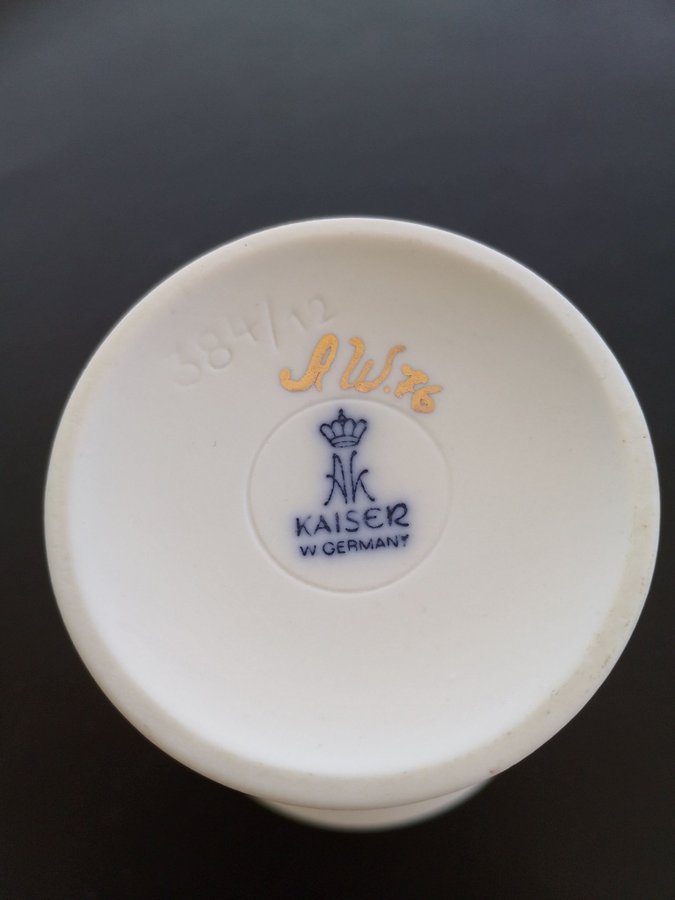 384/12
A W. 76
AK
KAISER
W GERMANY